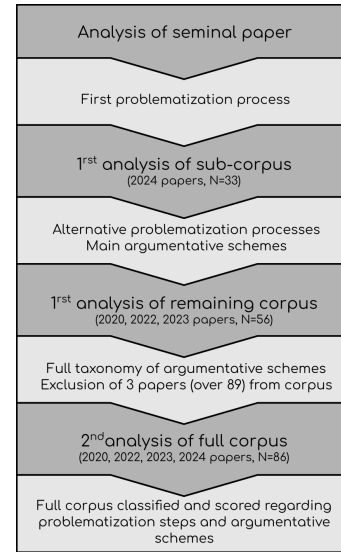 Analysis of seminal paper
First problematization process
1rst analysis of sub-corpus
(2024 papers, N=33)
Alternative problematization processes
Main argumentative schemes
1rst analysis of remaining corpus
(2020, 2022, 2023 papers, N=56)
Full taxonomy of argumentative schemes
Exclusion of 3 papers (over 89) from corpus
2ndanalysis of full corpus
(2020, 2022, 2023, 2024 papers, N=86)
Full corpus classified and scored regarding
problematization steps and argumentative
schemes